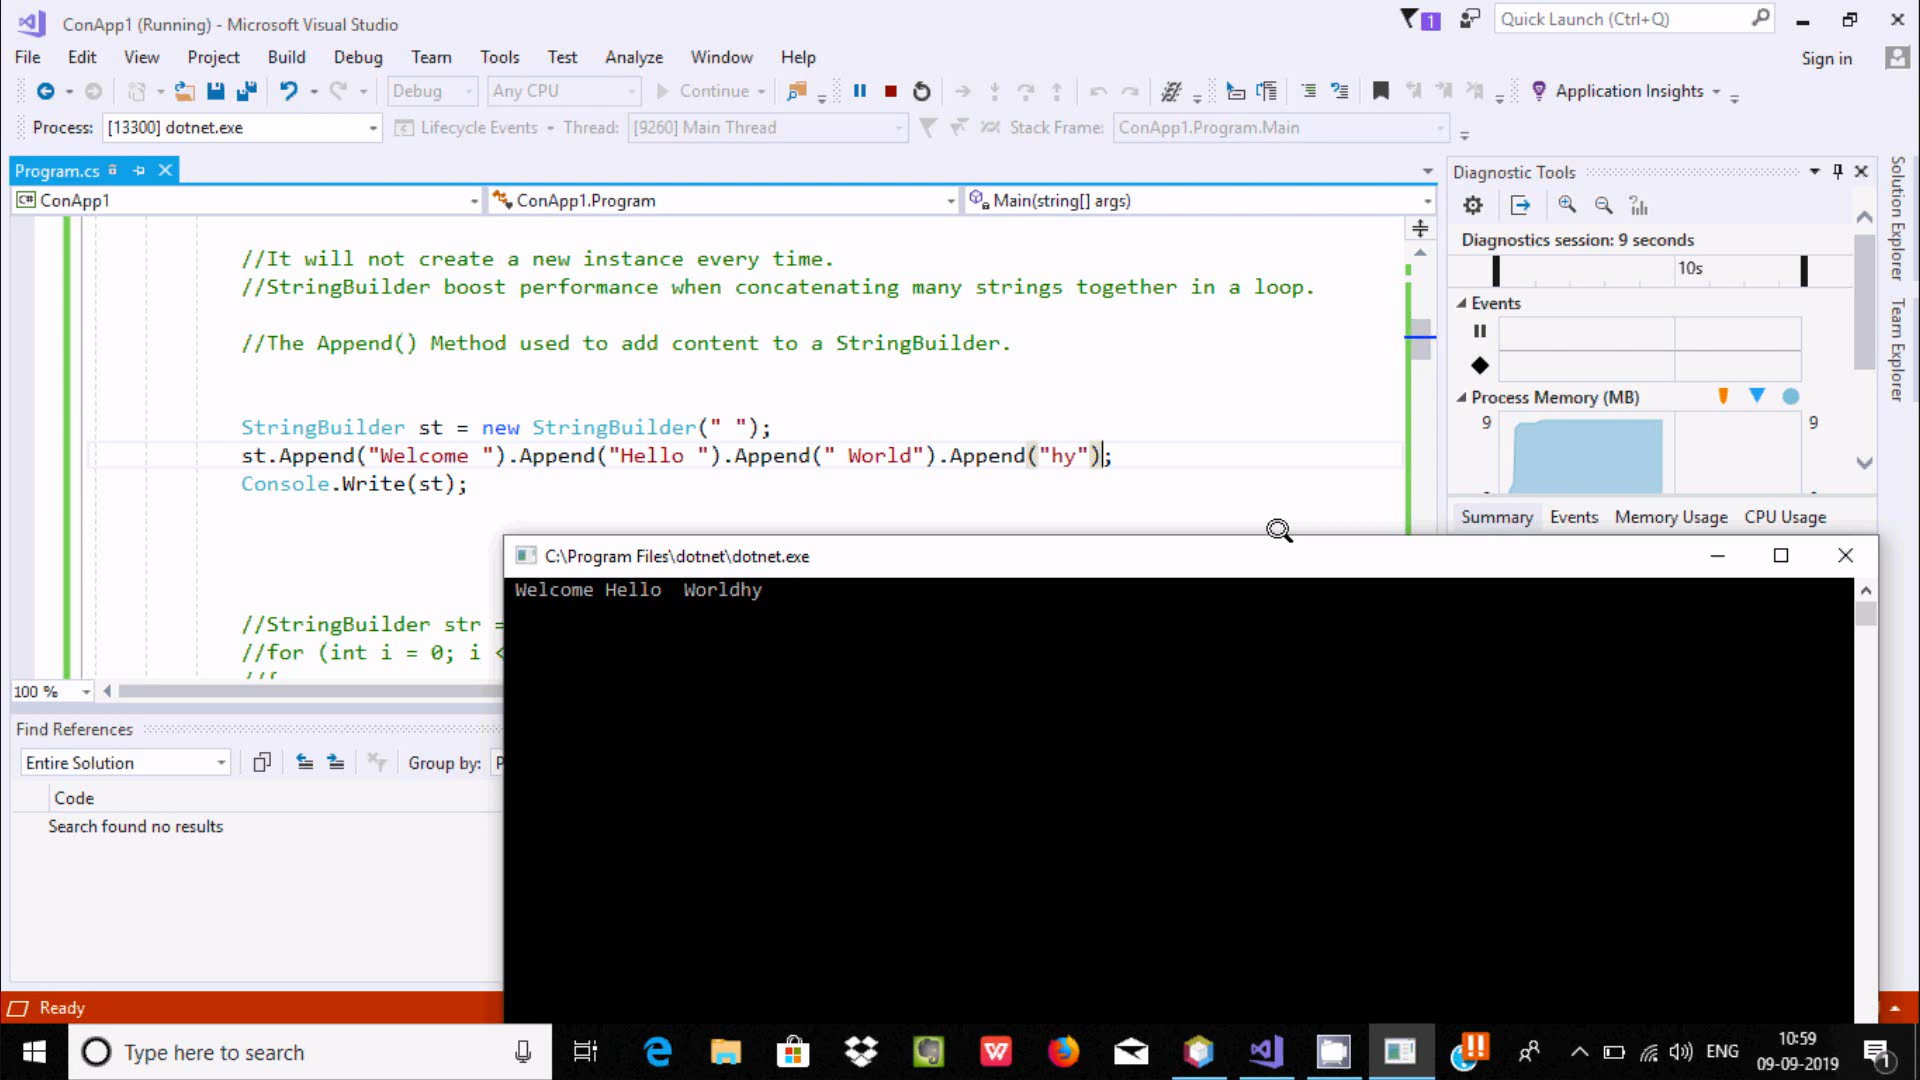 ConApp1 (Running) - Microsoft Visual Studio
1
Quick Launch (Ctrl+Q)
File Edit View Project Build Debug Team Tools Test Analyze Window Help
Sign in
Debug Any CPU Continue Application Insights
Process: [13300] dotnet.exe Lifecycle Events Thread: [9260] Main Thread Stack Frame: ConApp1.Program.Main
Program.cs
C# ConApp1 ConApp1.Program Main(string[] args)
//It will not create a new instance every time.
//StringBuilder boost performance when concatenating many strings together in a loop.
//The Append() Method used to add content to a StringBuilder.
StringBuilder st = new StringBuilder(" ");
st.Append("Welcome ").Append("Hello ").Append(" World").Append("hy");
Console.Write(st);
//StringBuilder str =
//for (int i = 0; i <
100 %
Diagnostic Tools
Diagnostics session: 9 seconds
10s
Events
Process Memory (MB)
9 9
Summary Events Memory Usage CPU Usage
Solution Explorer
Team Explorer
C:\Program Files\dotnet\dotnet.exe
Welcome Hello  Worldhy
Find References
Entire Solution Group by: P
Code
Search found no results
Ready
Type here to search
W
ENG
10:59
09-09-2019
1